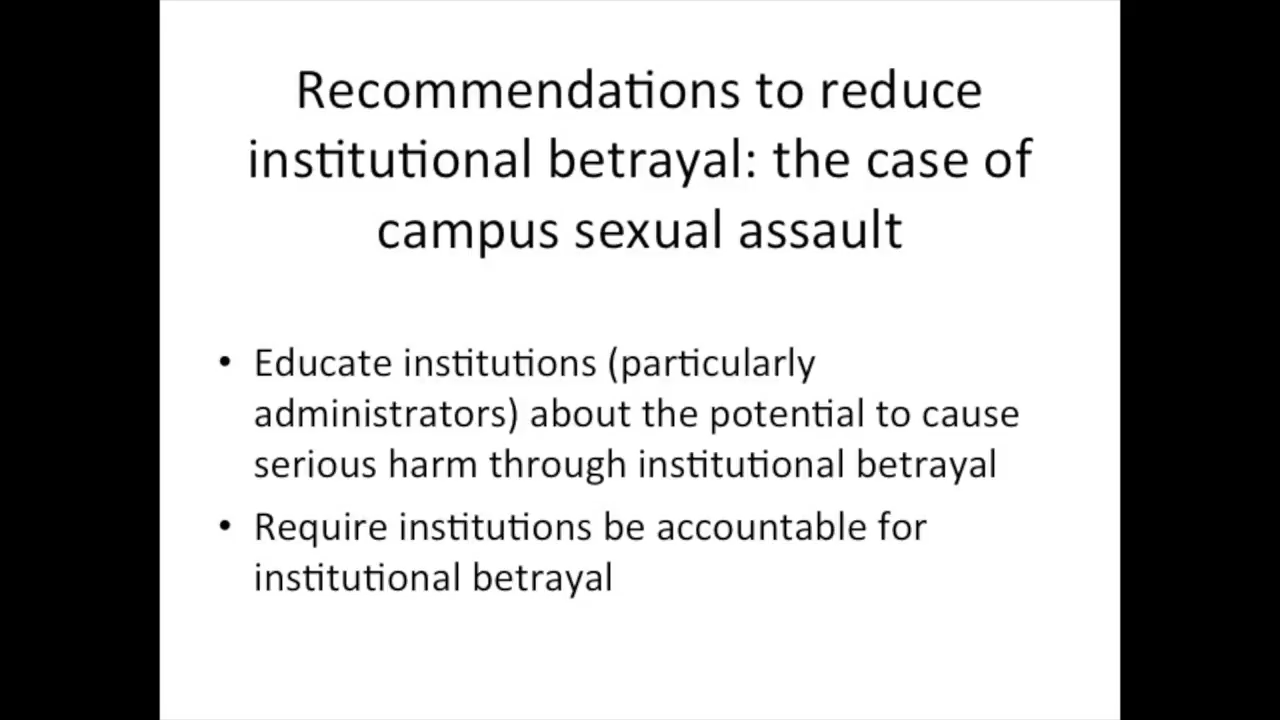 Recommendations to reduce
institutional betrayal: the case of
campus sexual assault
• Educate institutions (particularly
administrators) about the potential to cause
serious harm through institutional betrayal
• Require institutions be accountable for
institutional betrayal